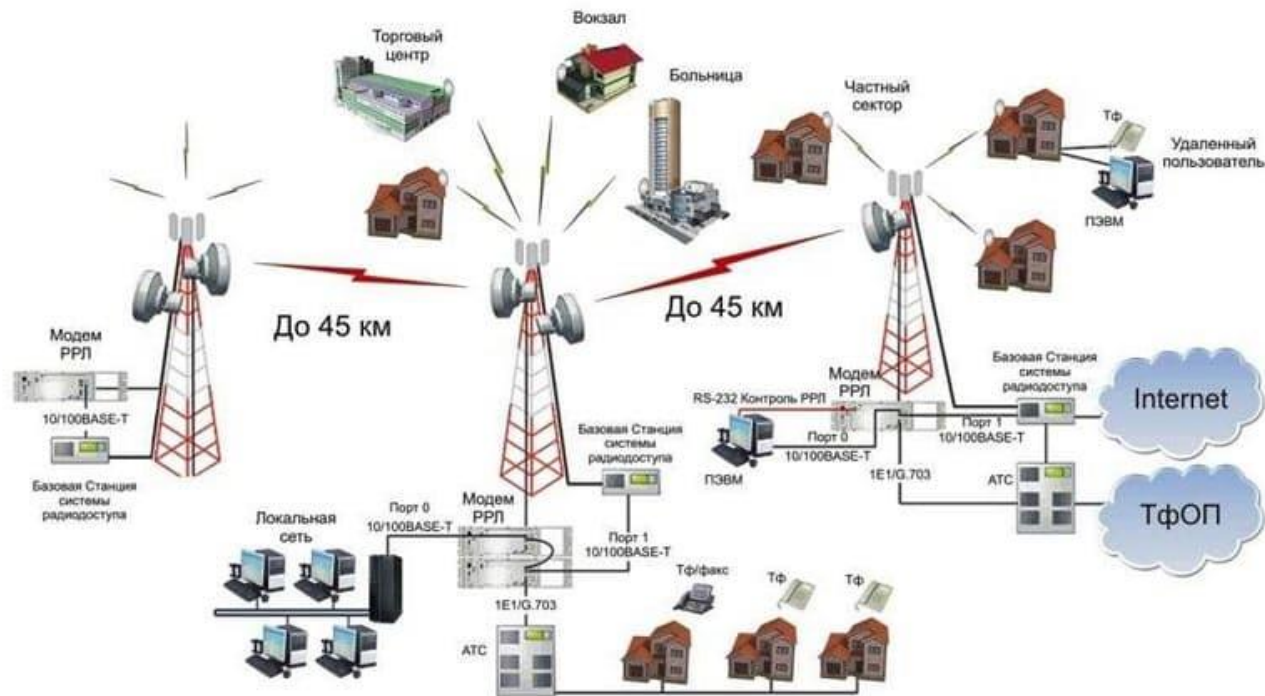 Вокзал
Торговый
центр
Больница
Частный
сектор
Тф
Удаленный
пользователь
ПЭВМ
До 45 км
До 45 км
Модем
РРЛ
10/100BASE-T
Базовая Станция
системы
радиодоступа
Базовая Станция
системы
радиодоступа
Internet
Модем
РРЛ
RS-232 Контроль РРЛ
Порт 0
10/100BASE-T
Порт 1
10/100BASE-T
ПЭВМ
1E1/G.703
АТС
ТфОП
Базовая Станция
системы
радиодоступа
Модем
РРЛ
Порт 0
10/100BASE-T
Порт 1
10/100BASE-T
Локальная
сеть
1E1/G.703
АТС
Тф/факс
Тф
Тф